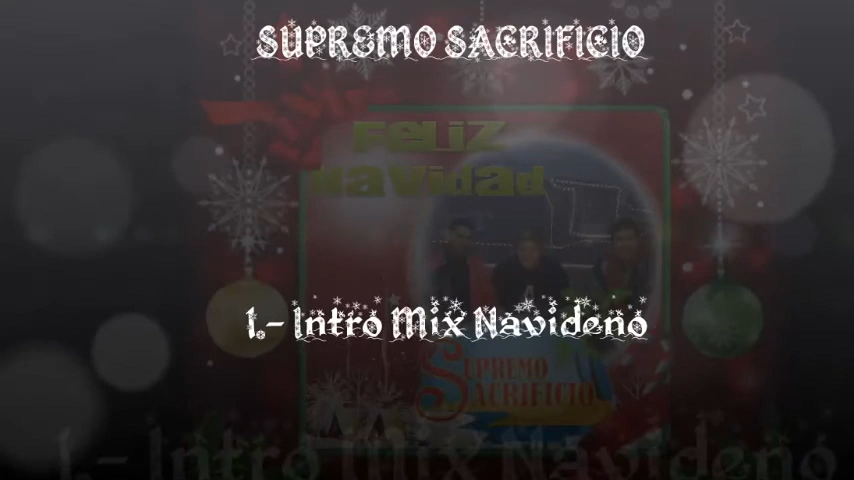 SUPREMO SACRIFICIO
FELIZ
NAVIDAD
1.- Intro Mix Navideno
SUPREMO
SACRIFICIO
1.- Intro Mix Navideno